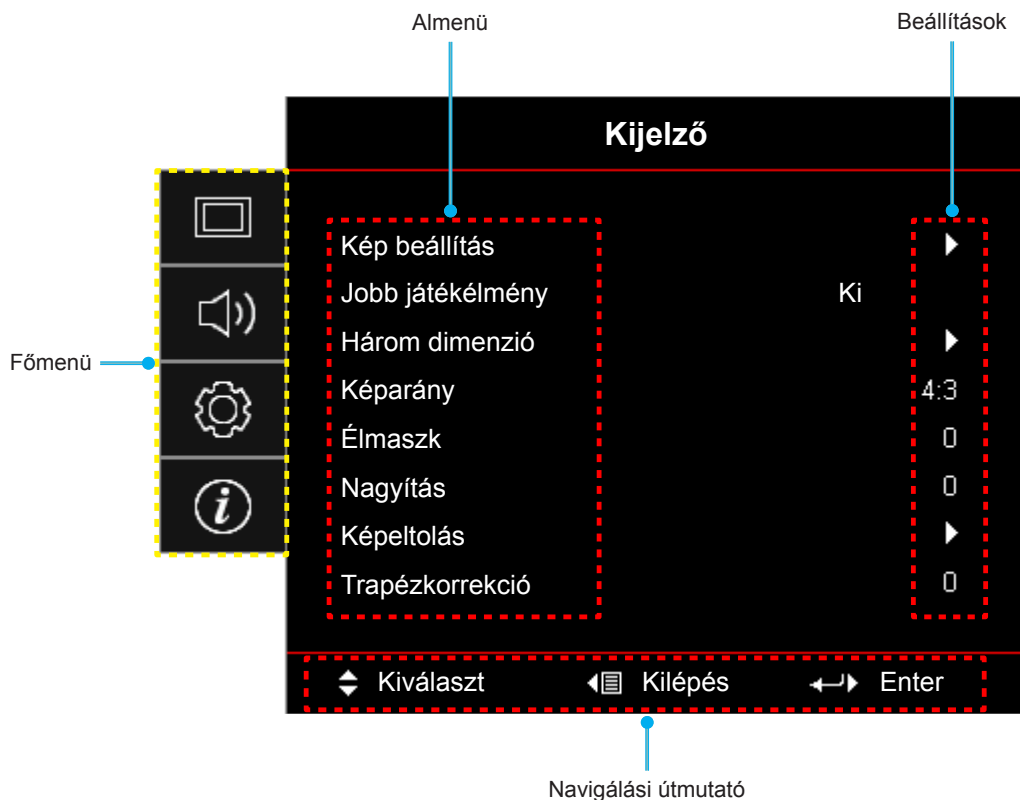 Almenü
Beállítások
Kijelző
Kép beállítás
Jobb játékélmény Ki
Három dimenzió
Főmenü
Képarány 4:3
Élmaszk 0
Nagyítás 0
Képeltolás
Trapézkorrekció 0
Kiválaszt Kilépés Enter
Navigálási útmutató